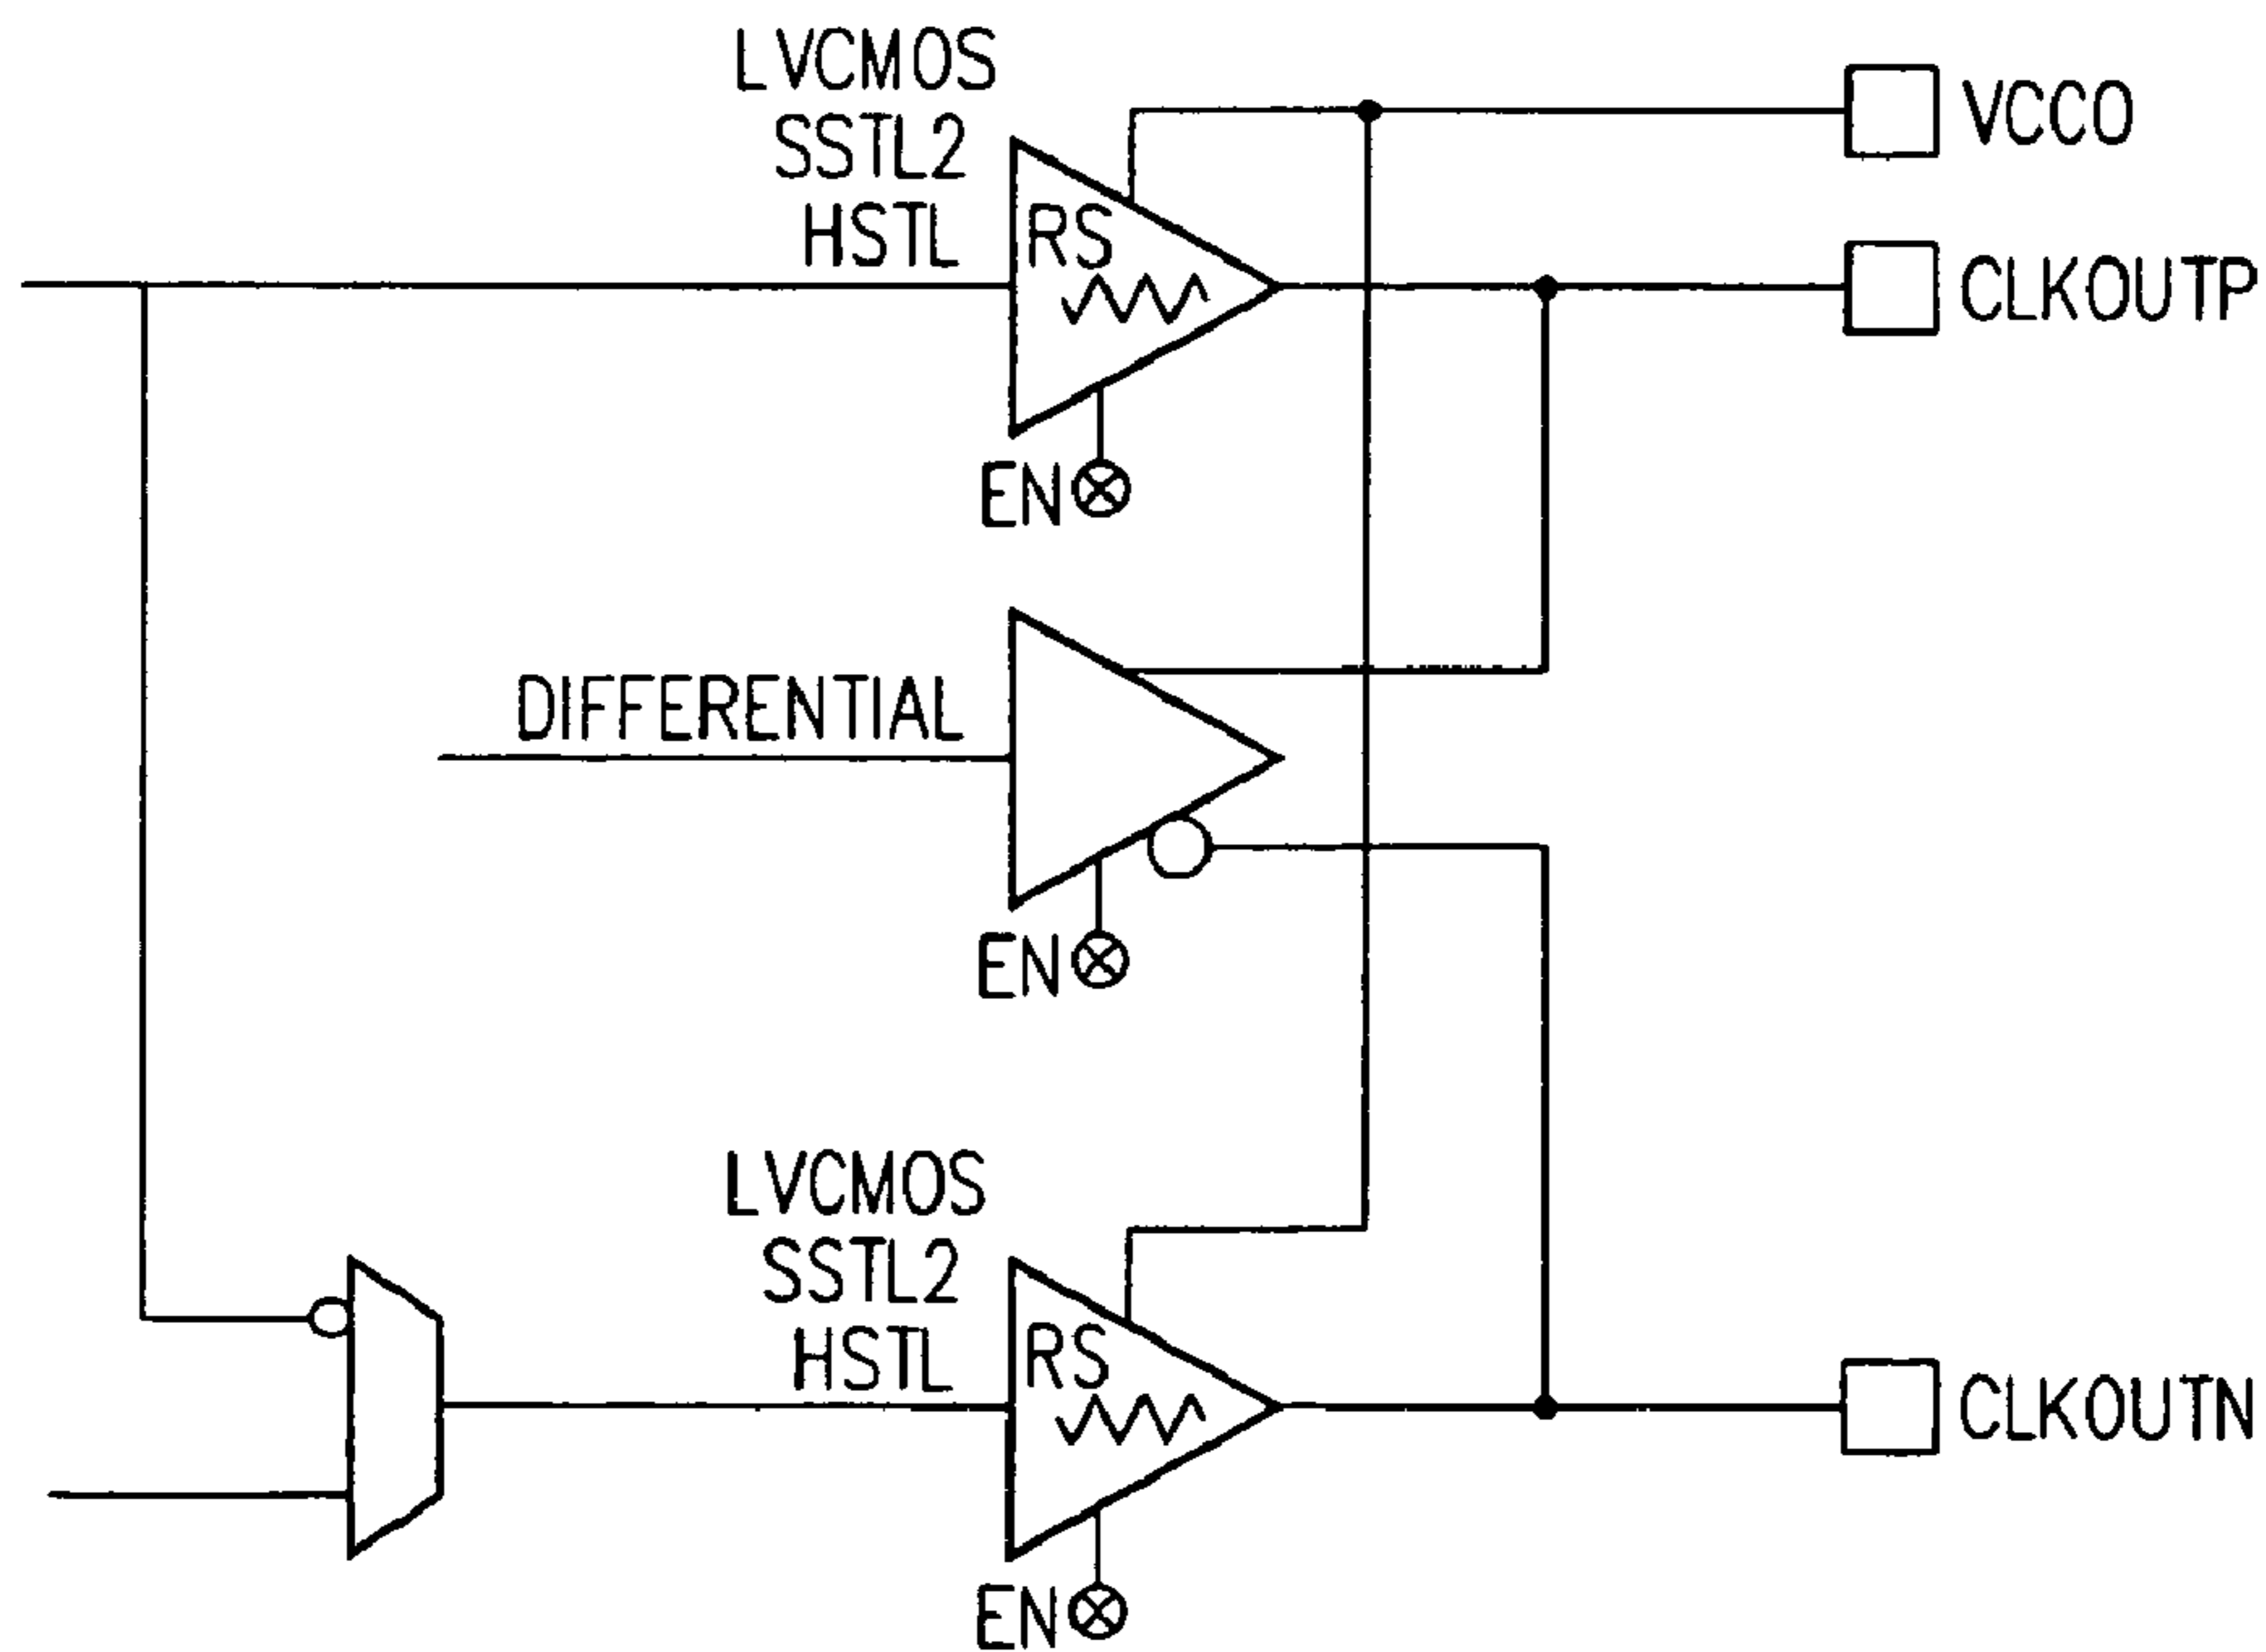 LVCMOS
SSTL2
HSTL
RS
EN
VCCO
CLKOUTP
DIFFERENTIAL
EN
LVCMOS
SSTL2
HSTL
RS
EN
CLKOUTN